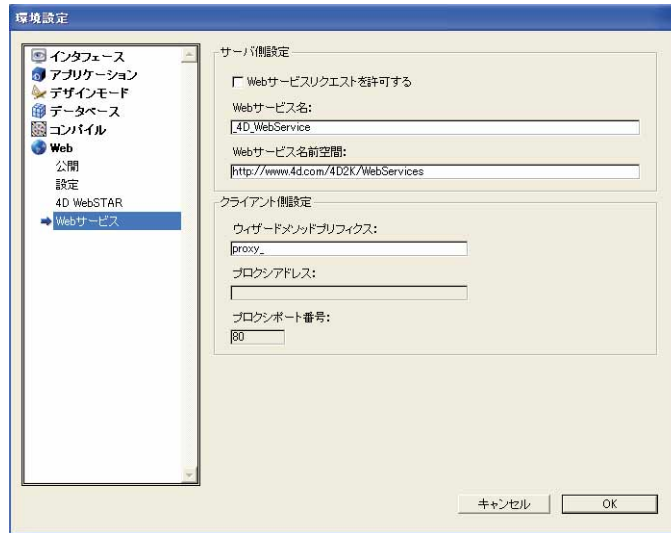 環境設定
インタフェース
アプリケーション
デザインモード
データベース
コンパイル
Web
公開
設定
4D WebSTAR
Webサービス
サーバ側設定
Webサービスリクエストを許可する
Webサービス名:
_4D_WebService
Webサービス名前空間:
http://www.4d.com/4D2K/WebServices
クライアント側設定
ウィザードメソッドプリフィクス:
proxy_
プロクシアドレス:
プロクシポート番号:
80
キャンセル
OK